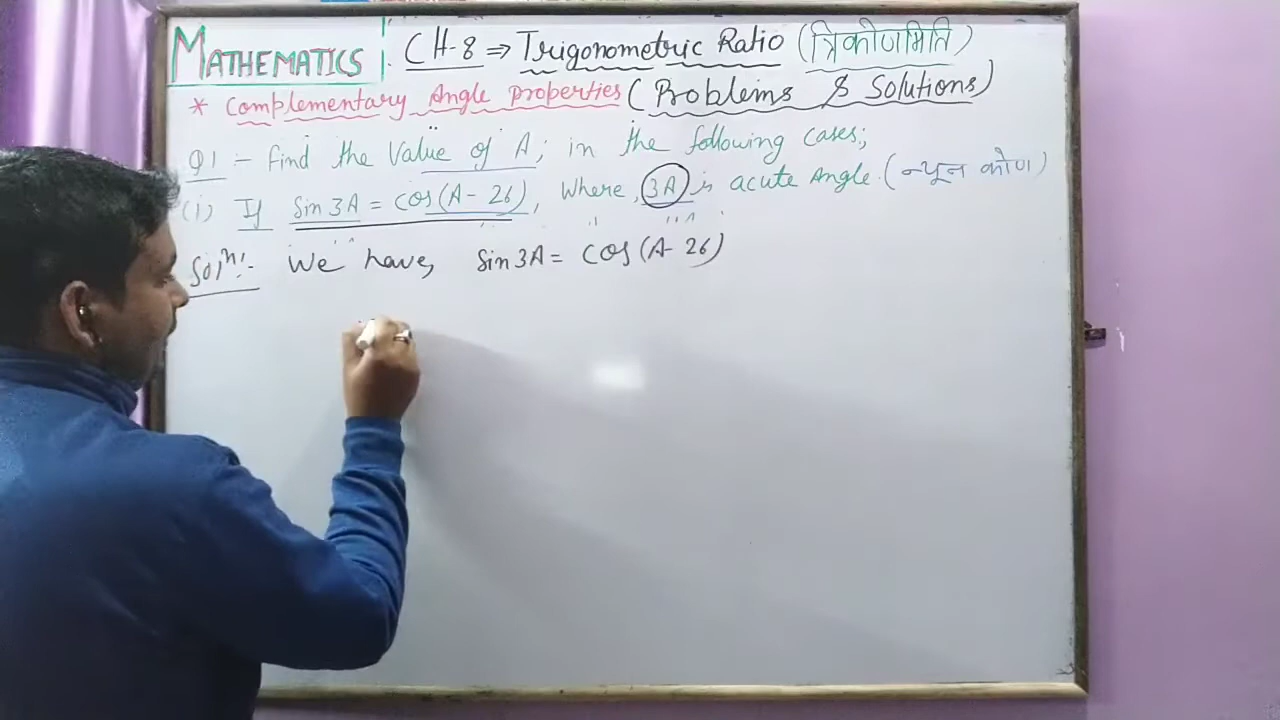 MATHEMATICS CH-8 ⇒ Trigonometric Ratio (त्रिकोणमिति)
* Complementary Angle properties (Problems & Solutions)
Q1 :- Find the Value of A; in the following cases;
(i) If Sin 3A = cos(A - 26), where, 3A is acute Angle. (न्यून कोण)
Solⁿ:- We have, Sin 3A = cos (A - 26)